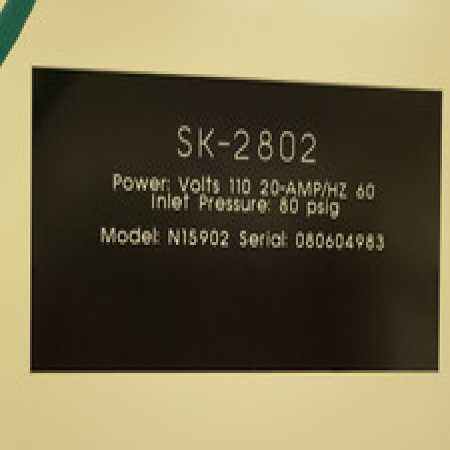 SK-2802
Power: Volts 110 20-AMP/HZ 60
Inlet Pressure: 80 psig
Model: N15902 Serial: 080604983